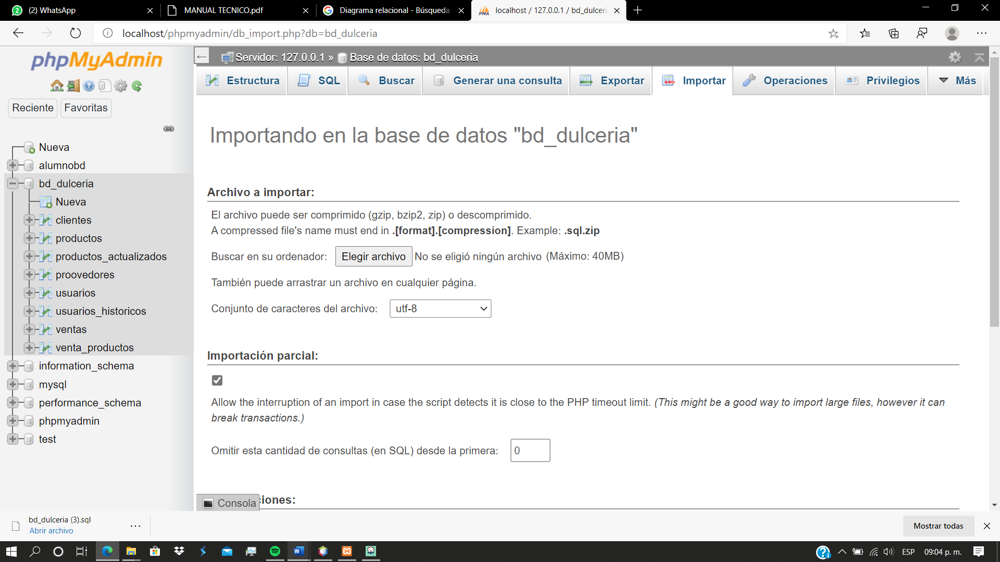 (2) WhatsApp
MANUAL TECNICO.pdf
Diagrama relacional - Búsqueda
localhost / 127.0.0.1 / bd_dulceri
localhost/phpmyadmin/db_import.php?db=bd_dulceria
phpMyAdmin
Reciente
Favoritas
Nueva
alumnobd
bd_dulceria
Nueva
clientes
productos
productos_actualizados
proovedores
usuarios
usuarios_historicos
ventas
venta_productos
information_schema
mysql
performance_schema
phpmyadmin
test
Servidor: 127.0.0.1 » Base de datos: bd_dulceria
Estructura
SQL
Buscar
Generar una consulta
Exportar
Importar
Operaciones
Privilegios
Más
Importando en la base de datos "bd_dulceria"
Archivo a importar:
El archivo puede ser comprimido (gzip, bzip2, zip) o descomprimido.
A compressed file's name must end in .[format].[compression]. Example: .sql.zip
Buscar en su ordenador: Elegir archivo No se eligió ningún archivo (Máximo: 40MB)
También puede arrastrar un archivo en cualquier página.
Conjunto de caracteres del archivo: utf-8
Importación parcial:
Allow the interruption of an import in case the script detects it is close to the PHP timeout limit. (This might be a good way to import large files, however it can
break transactions.)
Omitir esta cantidad de consultas (en SQL) desde la primera: 0
Consola
ciones:
bd_dulceria (3).sql
Abrir archivo
Mostrar todas
ESP
09:04 p. m.